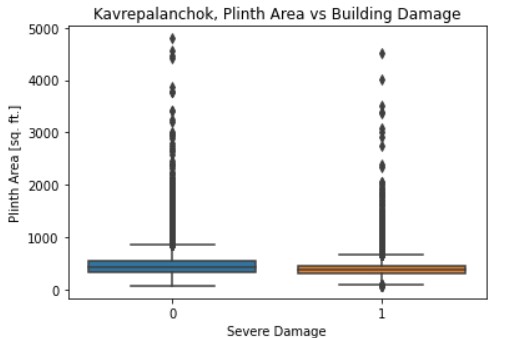 Kavrepalanchok, Plinth Area vs Building Damage
5000
4000
3000
2000
1000
0
Plinth Area [sq. ft.]
0
1
Severe Damage